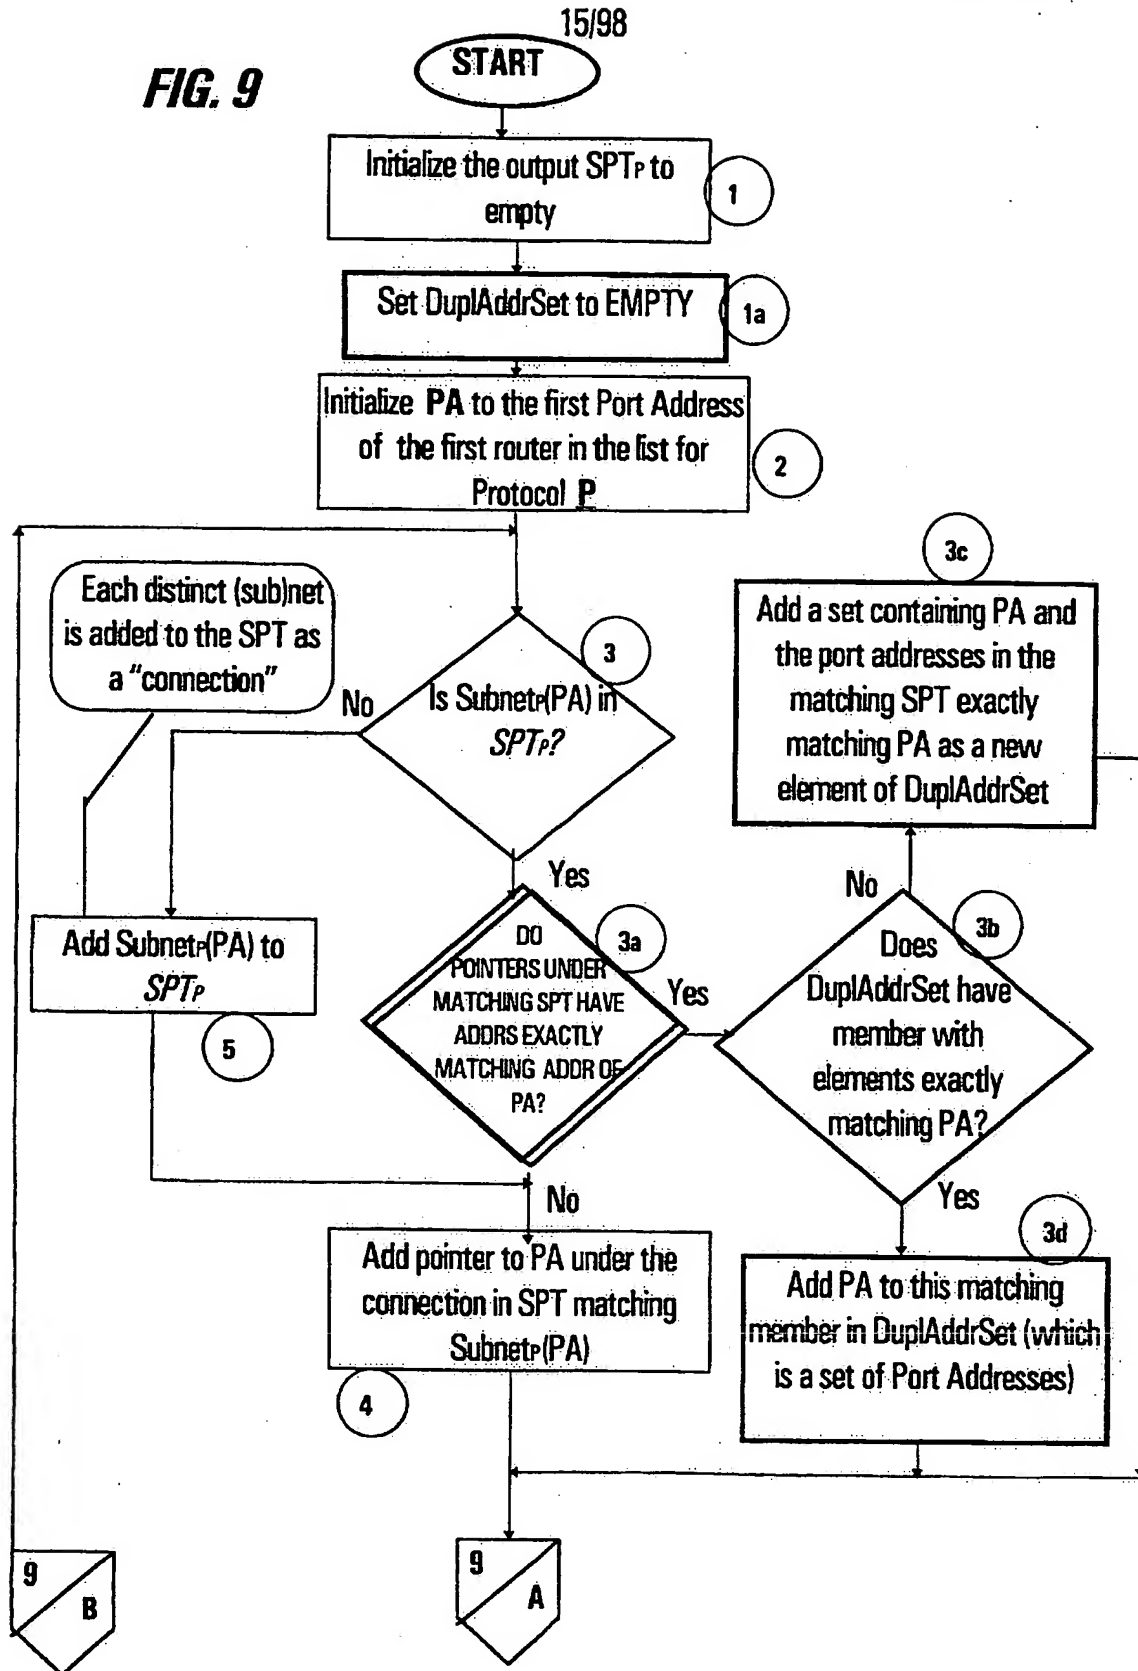 15/98
FIG. 9
START
Initialize the output SPTP to
empty
1
Set DuplAddrSet to EMPTY
1a
Initialize PA to the first Port Address
of the first router in the list for
Protocol P
2
Each distinct (sub)net
is added to the SPT as
a "connection"
3
Is SubnetP(PA) in
SPTP?
No
Yes
3c
Add a set containing PA and
the port addresses in the
matching SPT exactly
matching PA as a new
element of DuplAddrSet
Add SubnetP(PA) to
SPTP
5
3a
DO
POINTERS UNDER
MATCHING SPT HAVE
ADDRS EXACTLY
MATCHING ADDR OF
PA?
Yes
No
3b
Does
DuplAddrSet have
member with
elements exactly
matching PA?
No
Yes
Add pointer to PA under the
connection in SPT matching
SubnetP(PA)
4
3d
Add PA to this matching
member in DuplAddrSet (which
is a set of Port Addresses)
9
B
9
A